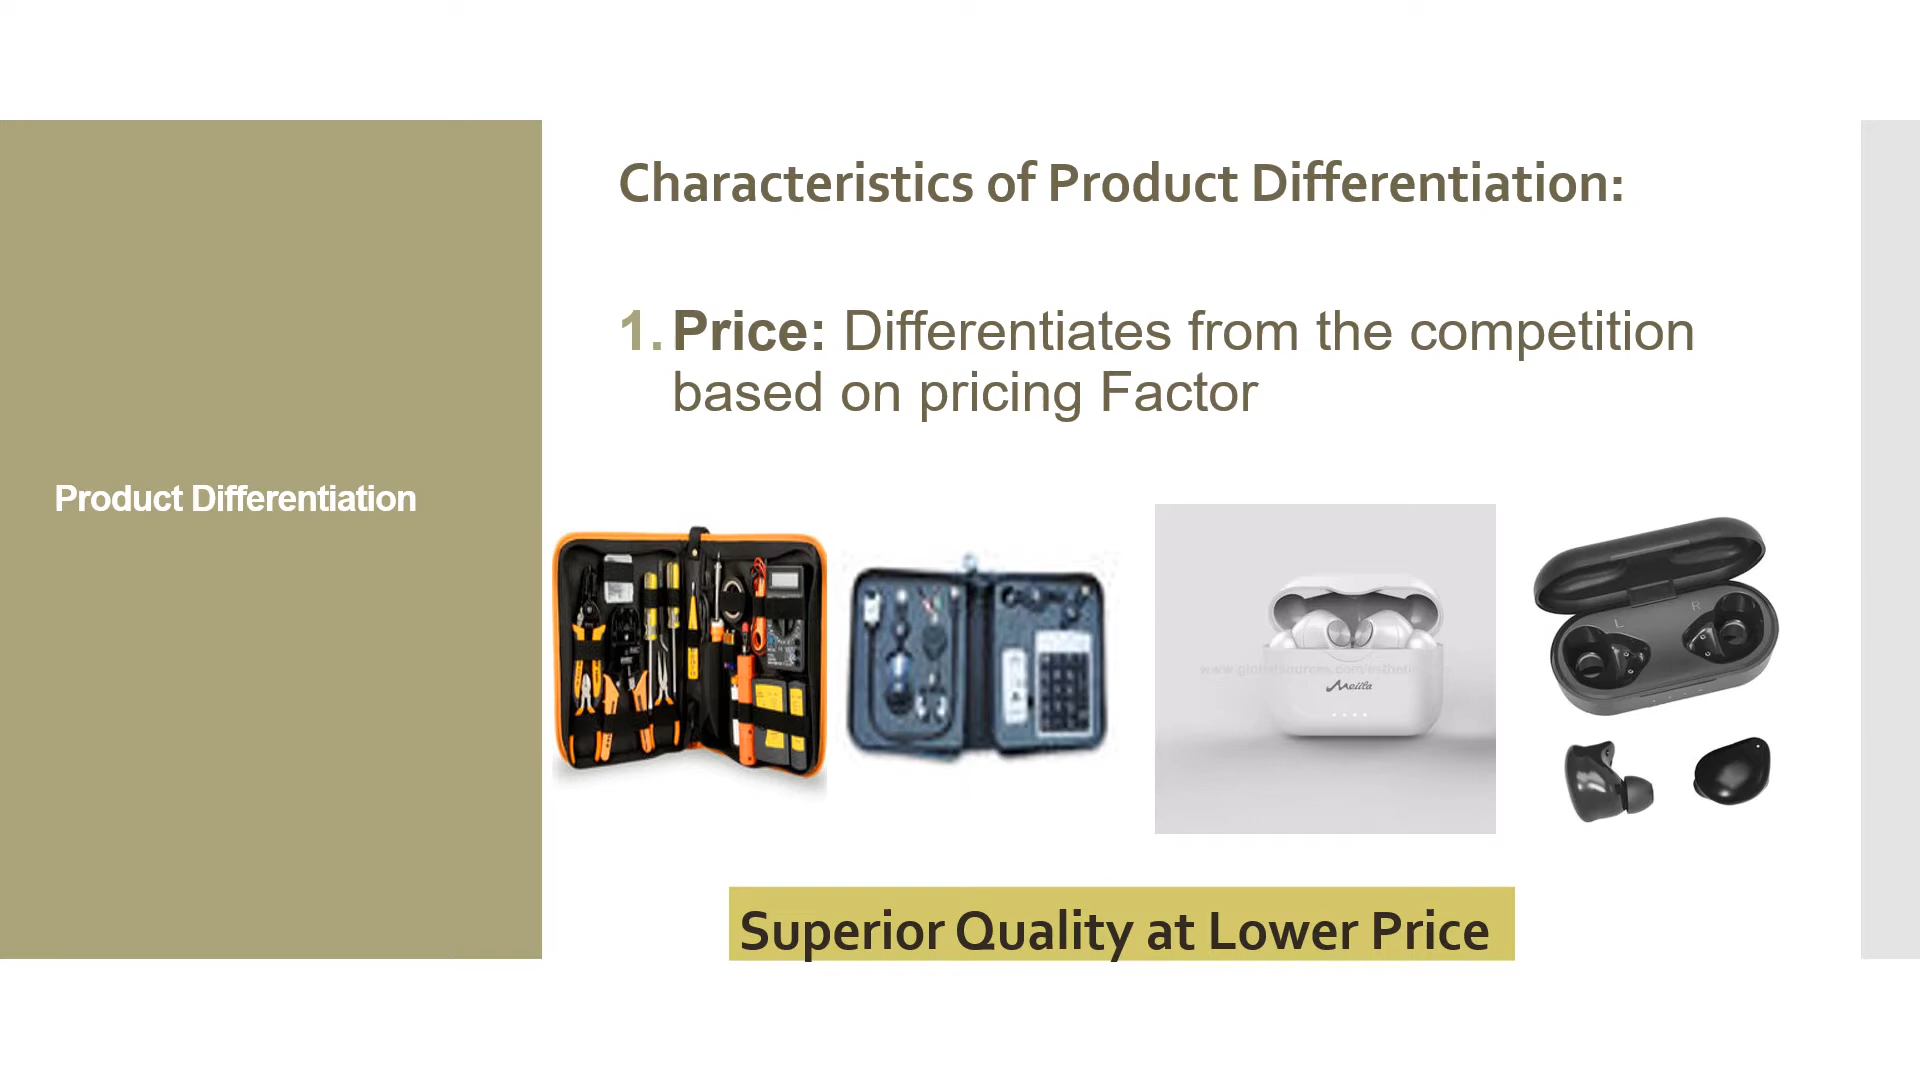 Characteristics of Product Differentiation:
1. Price: Differentiates from the competition
based on pricing Factor
Product Differentiation
Meiila
L
R
Superior Quality at Lower Price